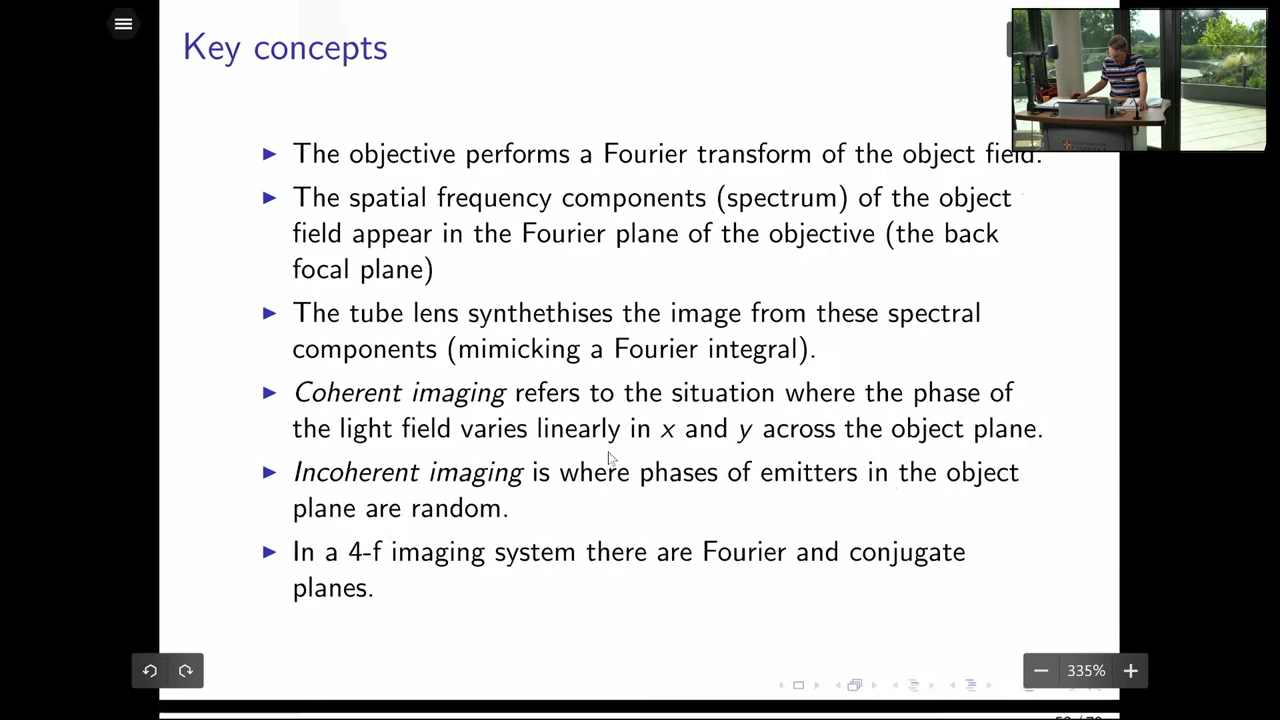 Key concepts
The objective performs a Fourier transform of the object field.
The spatial frequency components (spectrum) of the object
field appear in the Fourier plane of the objective (the back
focal plane)
The tube lens synthethises the image from these spectral
components (mimicking a Fourier integral).
Coherent imaging refers to the situation where the phase of
the light field varies linearly in x and y across the object plane.
Incoherent imaging is where phases of emitters in the object
plane are random.
In a 4-f imaging system there are Fourier and conjugate
planes.
335%